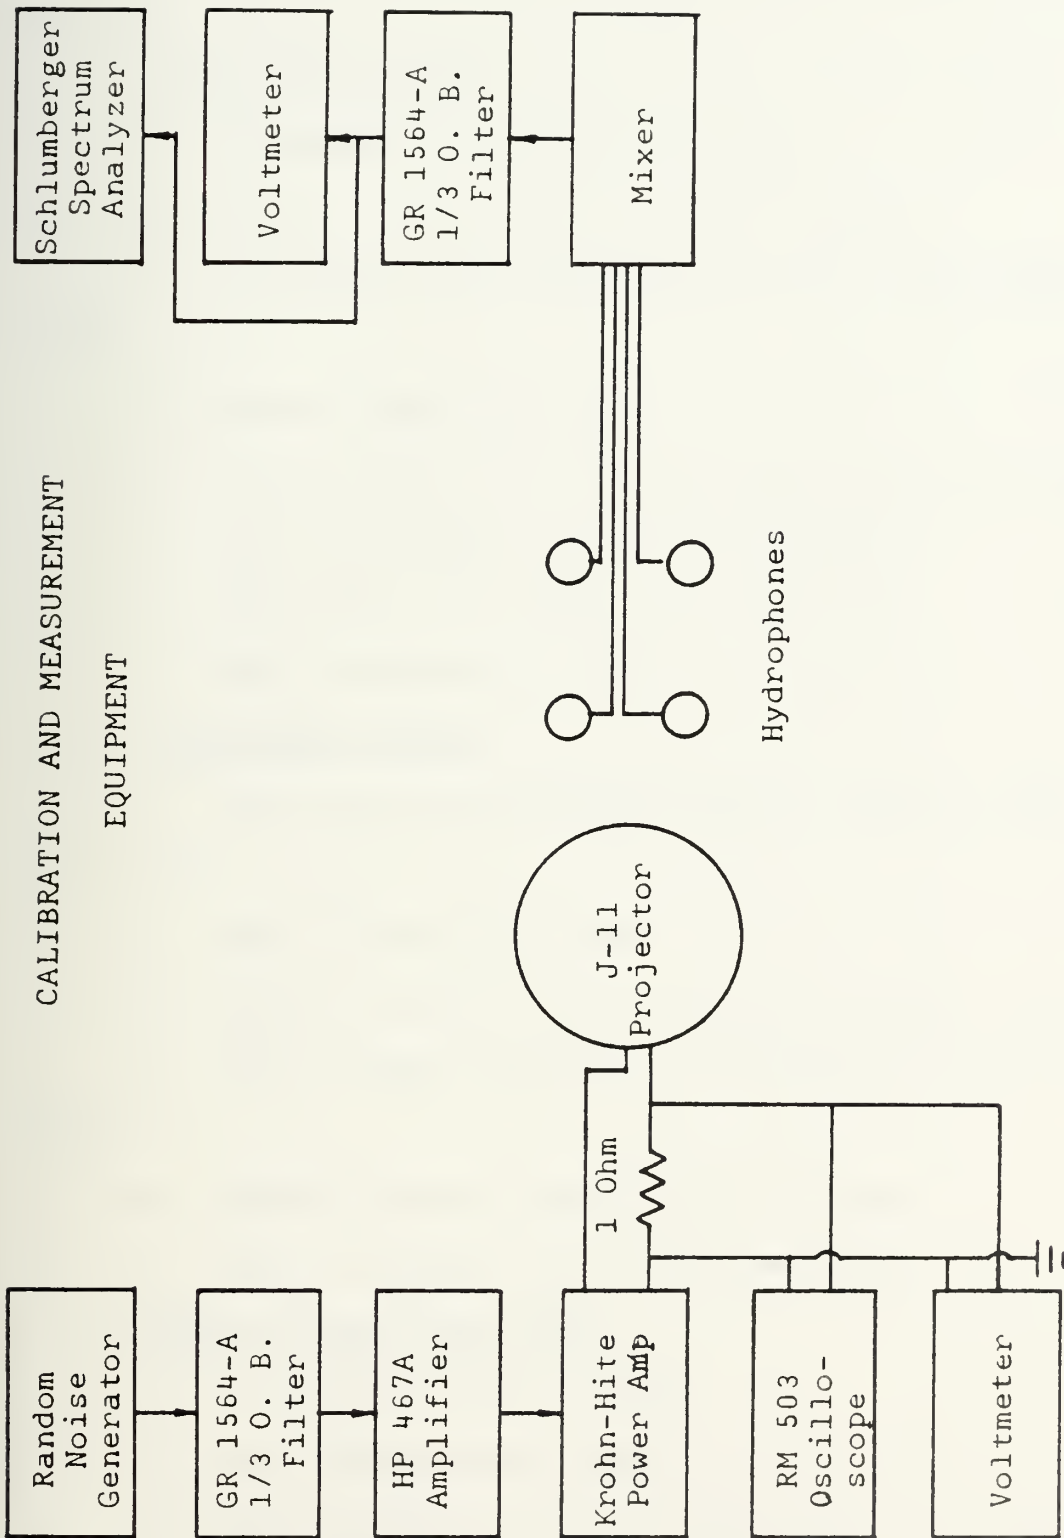 CALIBRATION AND MEASUREMENT
EQUIPMENT
Random
Noise
Generator
GR 1564-A
1/3 O. B.
Filter
HP 467A
Amplifier
Krohn-Hite
Power Amp
RM 503
Oscillo-
scope
Voltmeter
1 Ohm
J-11
Projector
Hydrophones
Schlumberger
Spectrum
Analyzer
Voltmeter
GR 1564-A
1/3 O. B.
Filter
Mixer